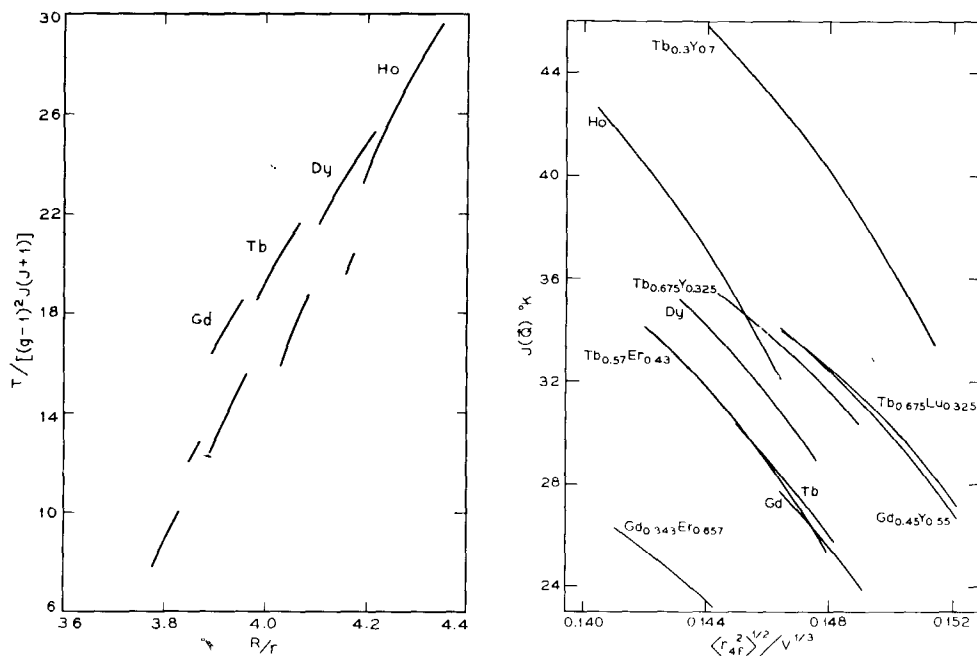 30
26
22
18
14
10
6
T/[(g-1)²J(J+1)]
Ho
Dy
Tb
Gd
3.6
3.8
4.0
4.2
4.4
R/r
44
40
36
32
28
24
J(Q⃗) °K
Tb0.3Y0.7
Ho
Tb0.675Y0.325
Dy
Tb0.57Er0.43
Tb0.675Lu0.325
Tb
Gd
Gd0.45Y0.55
Gd0.343Er0.657
0.140
0.144
0.148
0.152
⟨r4f²⟩^1/2/V^1/3